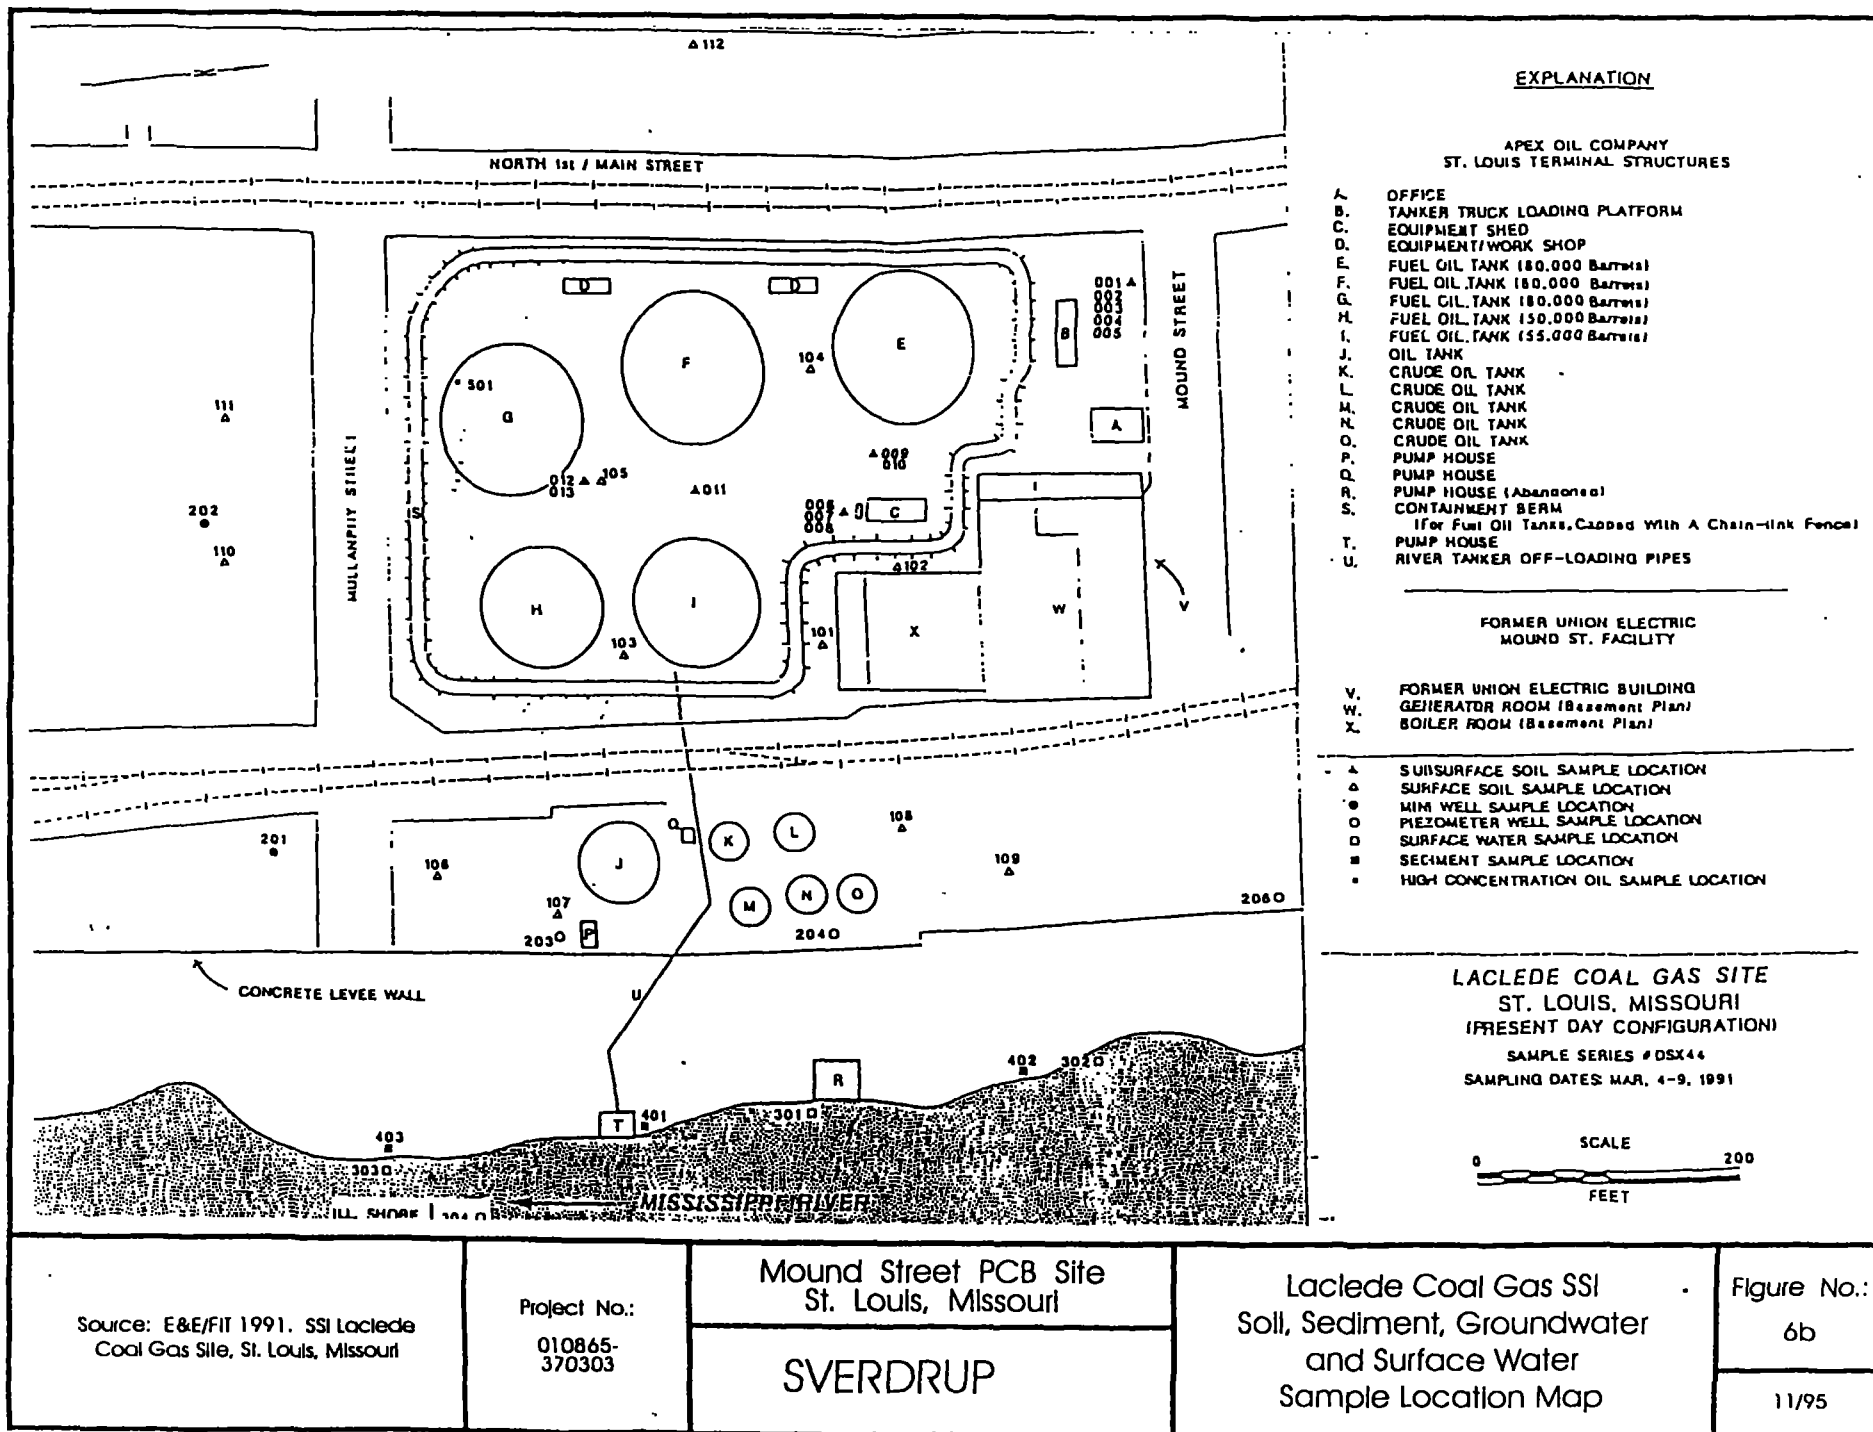 112
NORTH 1st / MAIN STREET
D
D
001
002
003
004
005
B
MOUND STREET
E
F
104
501
G
A
111
009
010
105
012
013
011
006
007
008
C
S
202
110
102
MULLANPHY
H
I
W
V
X
103
101
Q
K
L
108
201
106
J
109
107
M
N
O
206
203
P
204
CONCRETE LEVEE WALL
U
R
402
302
T
401
301
403
303
ILL. SHORE
304
MISSISSIPPI RIVER
EXPLANATION
APEX OIL COMPANY
ST. LOUIS TERMINAL STRUCTURES
A. OFFICE
B. TANKER TRUCK LOADING PLATFORM
C. EQUIPMENT SHED
D. EQUIPMENT/WORK SHOP
E. FUEL OIL TANK (80.000 Barrels)
F. FUEL OIL TANK (80.000 Barrels)
G. FUEL OIL TANK (80.000 Barrels)
H. FUEL OIL TANK (50.000 Barrels)
I. FUEL OIL TANK (55.000 Barrels)
J. OIL TANK
K. CRUDE OIL TANK
L. CRUDE OIL TANK
M. CRUDE OIL TANK
N. CRUDE OIL TANK
O. CRUDE OIL TANK
P. PUMP HOUSE
Q. PUMP HOUSE
R. PUMP HOUSE (Abandoned)
S. CONTAINMENT BERM
(For Fuel Oil Tanks, Capped With A Chain-link Fence)
T. PUMP HOUSE
U. RIVER TANKER OFF-LOADING PIPES
FORMER UNION ELECTRIC
MOUND ST. FACILITY
V. FORMER UNION ELECTRIC BUILDING
W. GENERATOR ROOM (Basement Plan)
X. BOILER ROOM (Basement Plan)
SUBSURFACE SOIL SAMPLE LOCATION
SURFACE SOIL SAMPLE LOCATION
MINI WELL SAMPLE LOCATION
PIEZOMETER WELL SAMPLE LOCATION
SURFACE WATER SAMPLE LOCATION
SEDIMENT SAMPLE LOCATION
HIGH CONCENTRATION OIL SAMPLE LOCATION
LACLEDE COAL GAS SITE
ST. LOUIS, MISSOURI
(PRESENT DAY CONFIGURATION)
SAMPLE SERIES #DSX44
SAMPLING DATES: MAR, 4-9, 1991
SCALE
0 200
FEET
Source: E&E/FIT 1991. SSI Laclede
Coal Gas Site, St. Louis, Missouri
Project No.:
010865-
370303
Mound Street PCB Site
St. Louis, Missouri
SVERDRUP
Laclede Coal Gas SSI
Soil, Sediment, Groundwater
and Surface Water
Sample Location Map
Figure No.:
6b
11/95